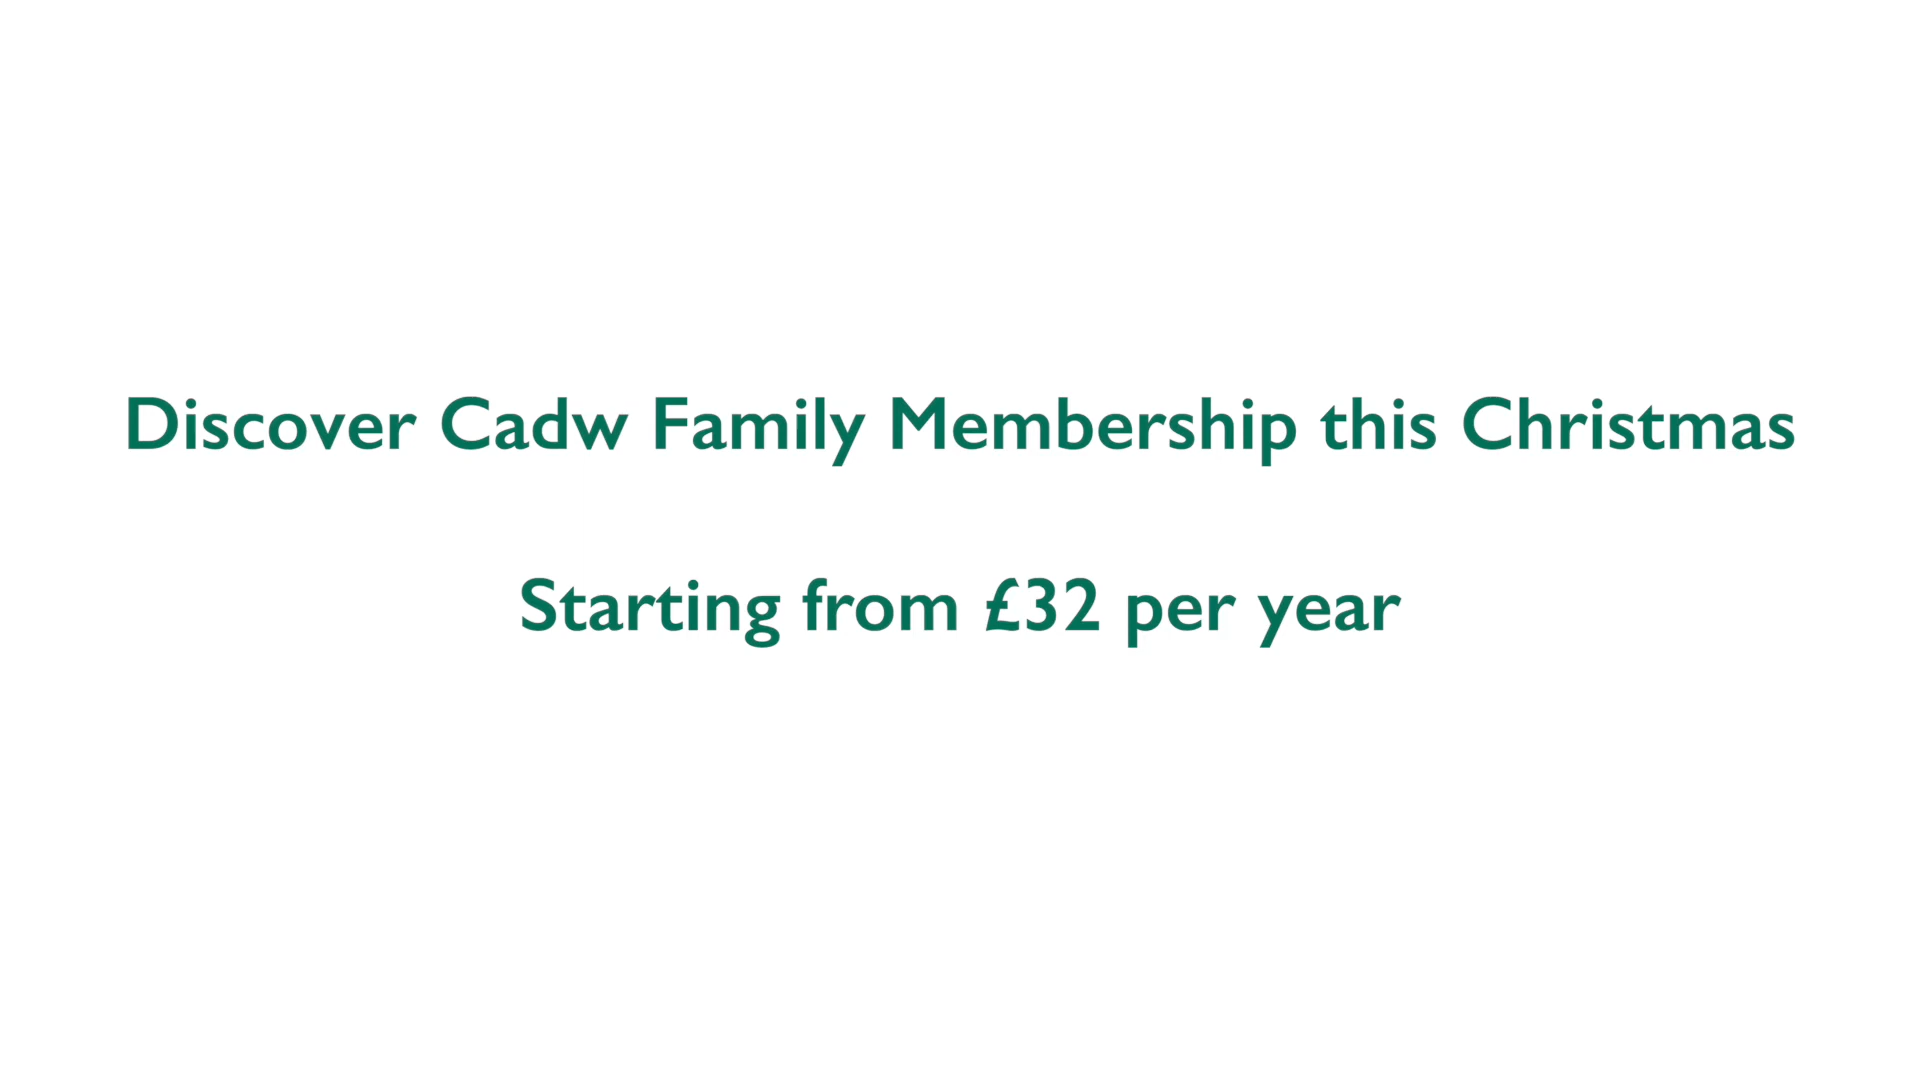 Discover Cadw Family Membership this Christmas
Starting from £32 per year